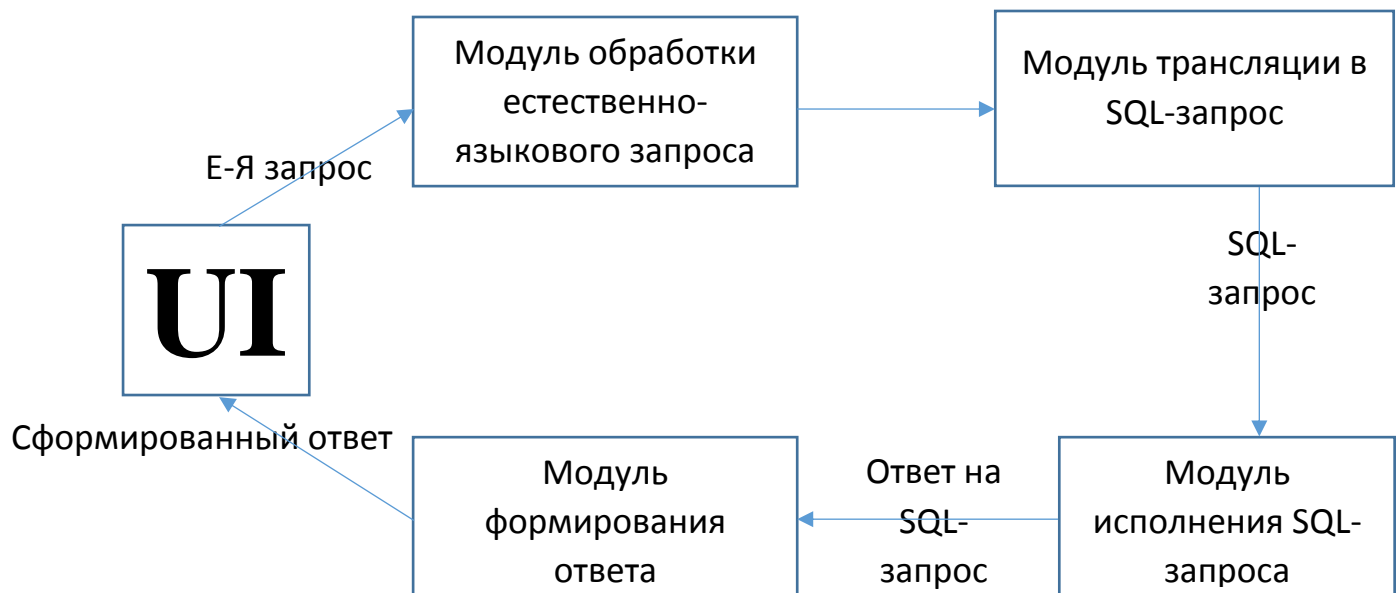 Модуль обработки
естественно-
языкового запроса
Модуль трансляции в
SQL-запрос
Е-Я запрос
UI
SQL-
запрос
Сформированный ответ
Модуль
формирования
ответа
Ответ на
SQL-
запрос
Модуль
исполнения SQL-
запроса